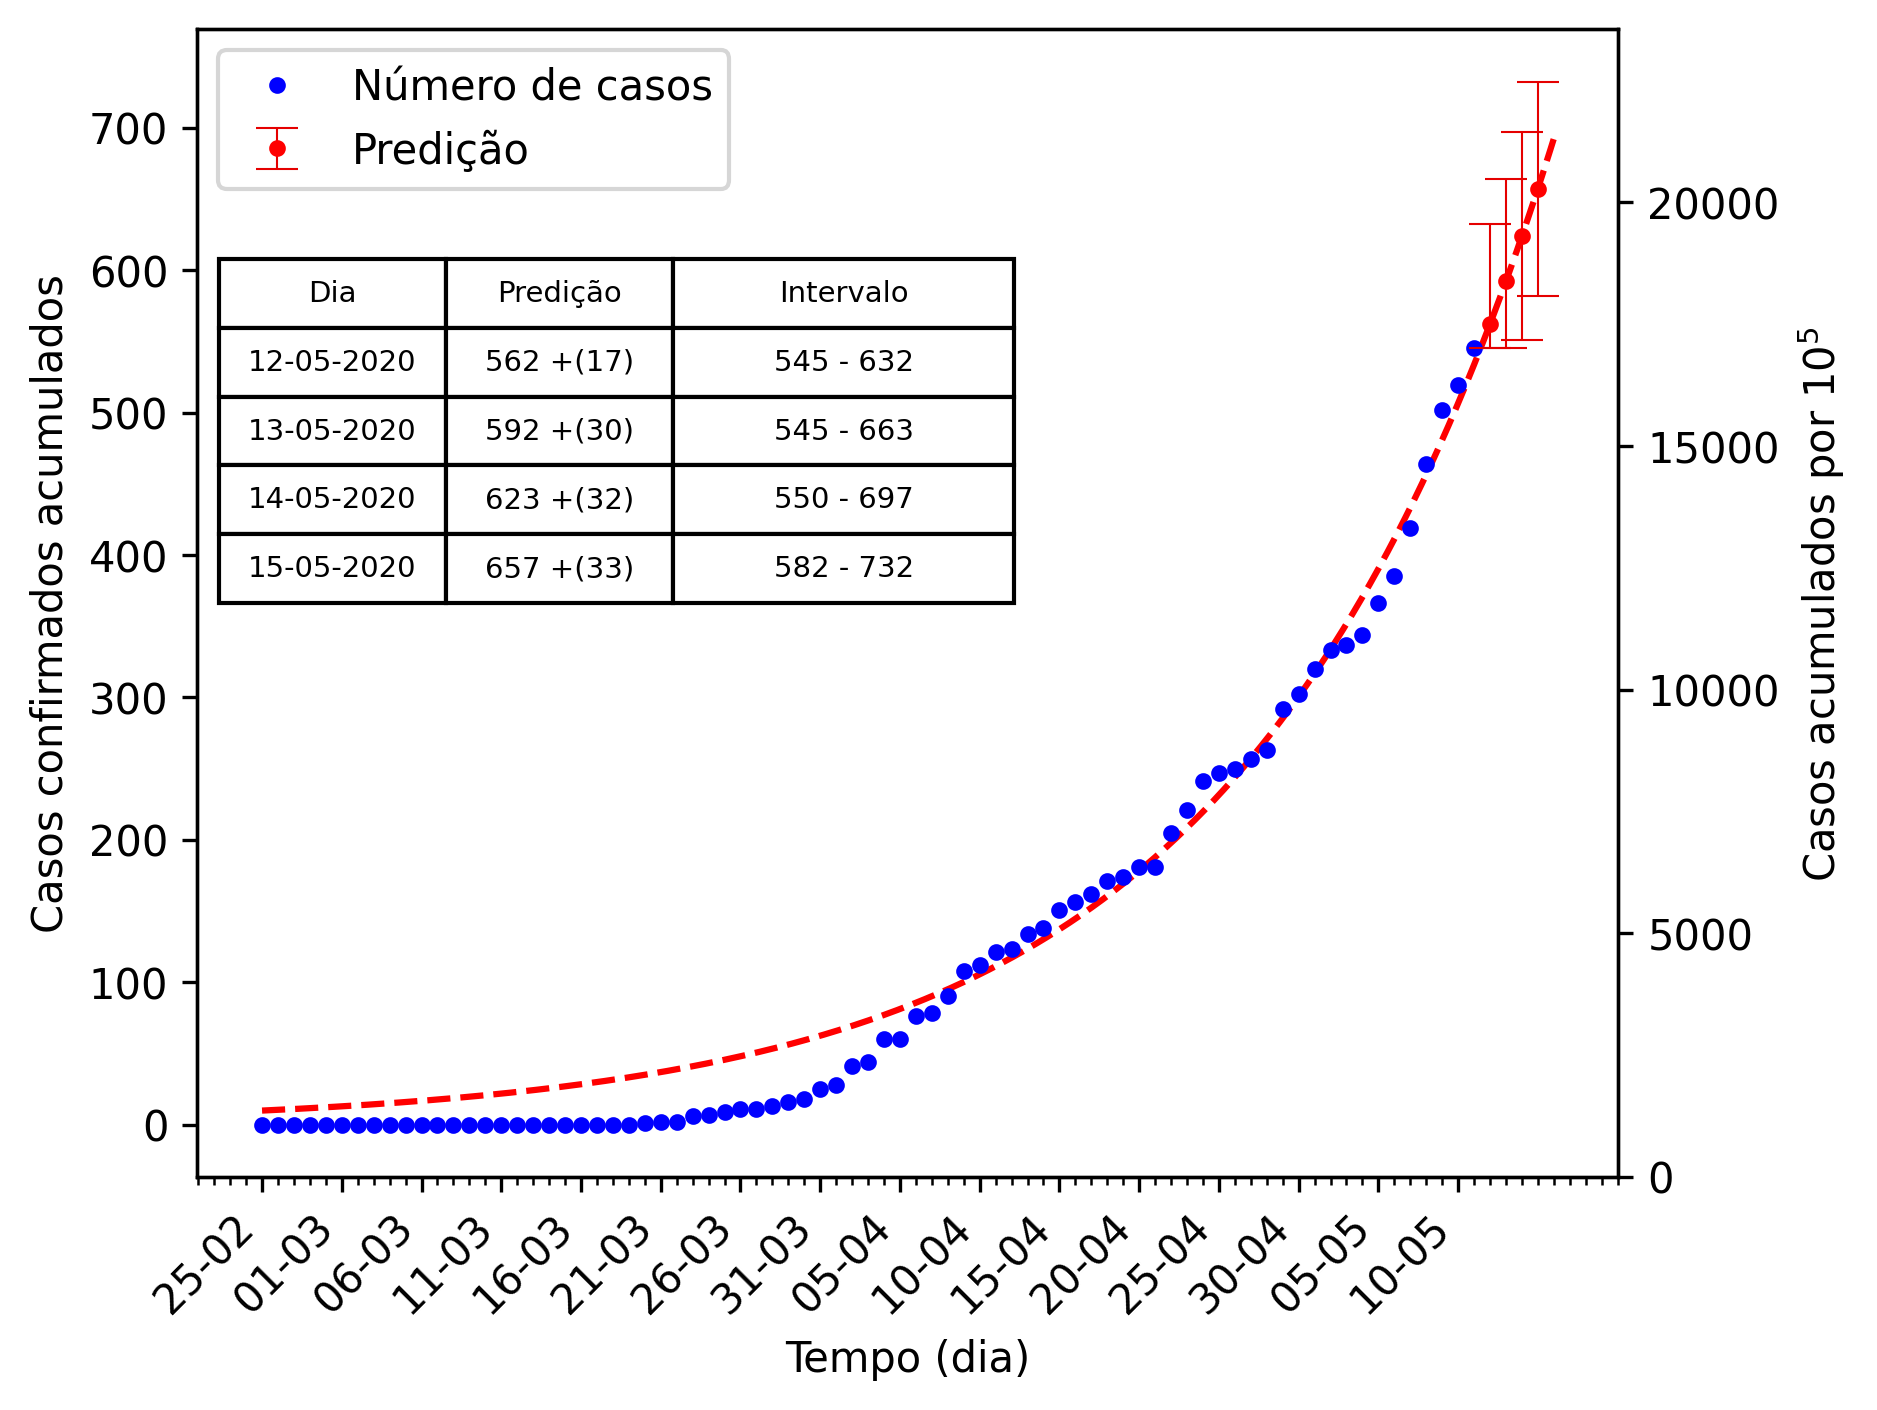 Número de casos
Predição
Dia Predição Intervalo
12-05-2020 562 +(17) 545 - 632
13-05-2020 592 +(30) 545 - 663
14-05-2020 623 +(32) 550 - 697
15-05-2020 657 +(33) 582 - 732
Casos confirmados acumulados
700
600
500
400
300
200
100
0
20000
15000
10000
5000
0
Casos acumulados por 10⁵
25-02 01-03 06-03 11-03 16-03 21-03 26-03 31-03 05-04 10-04 15-04 20-04 25-04 30-04 05-05 10-05
Tempo (dia)